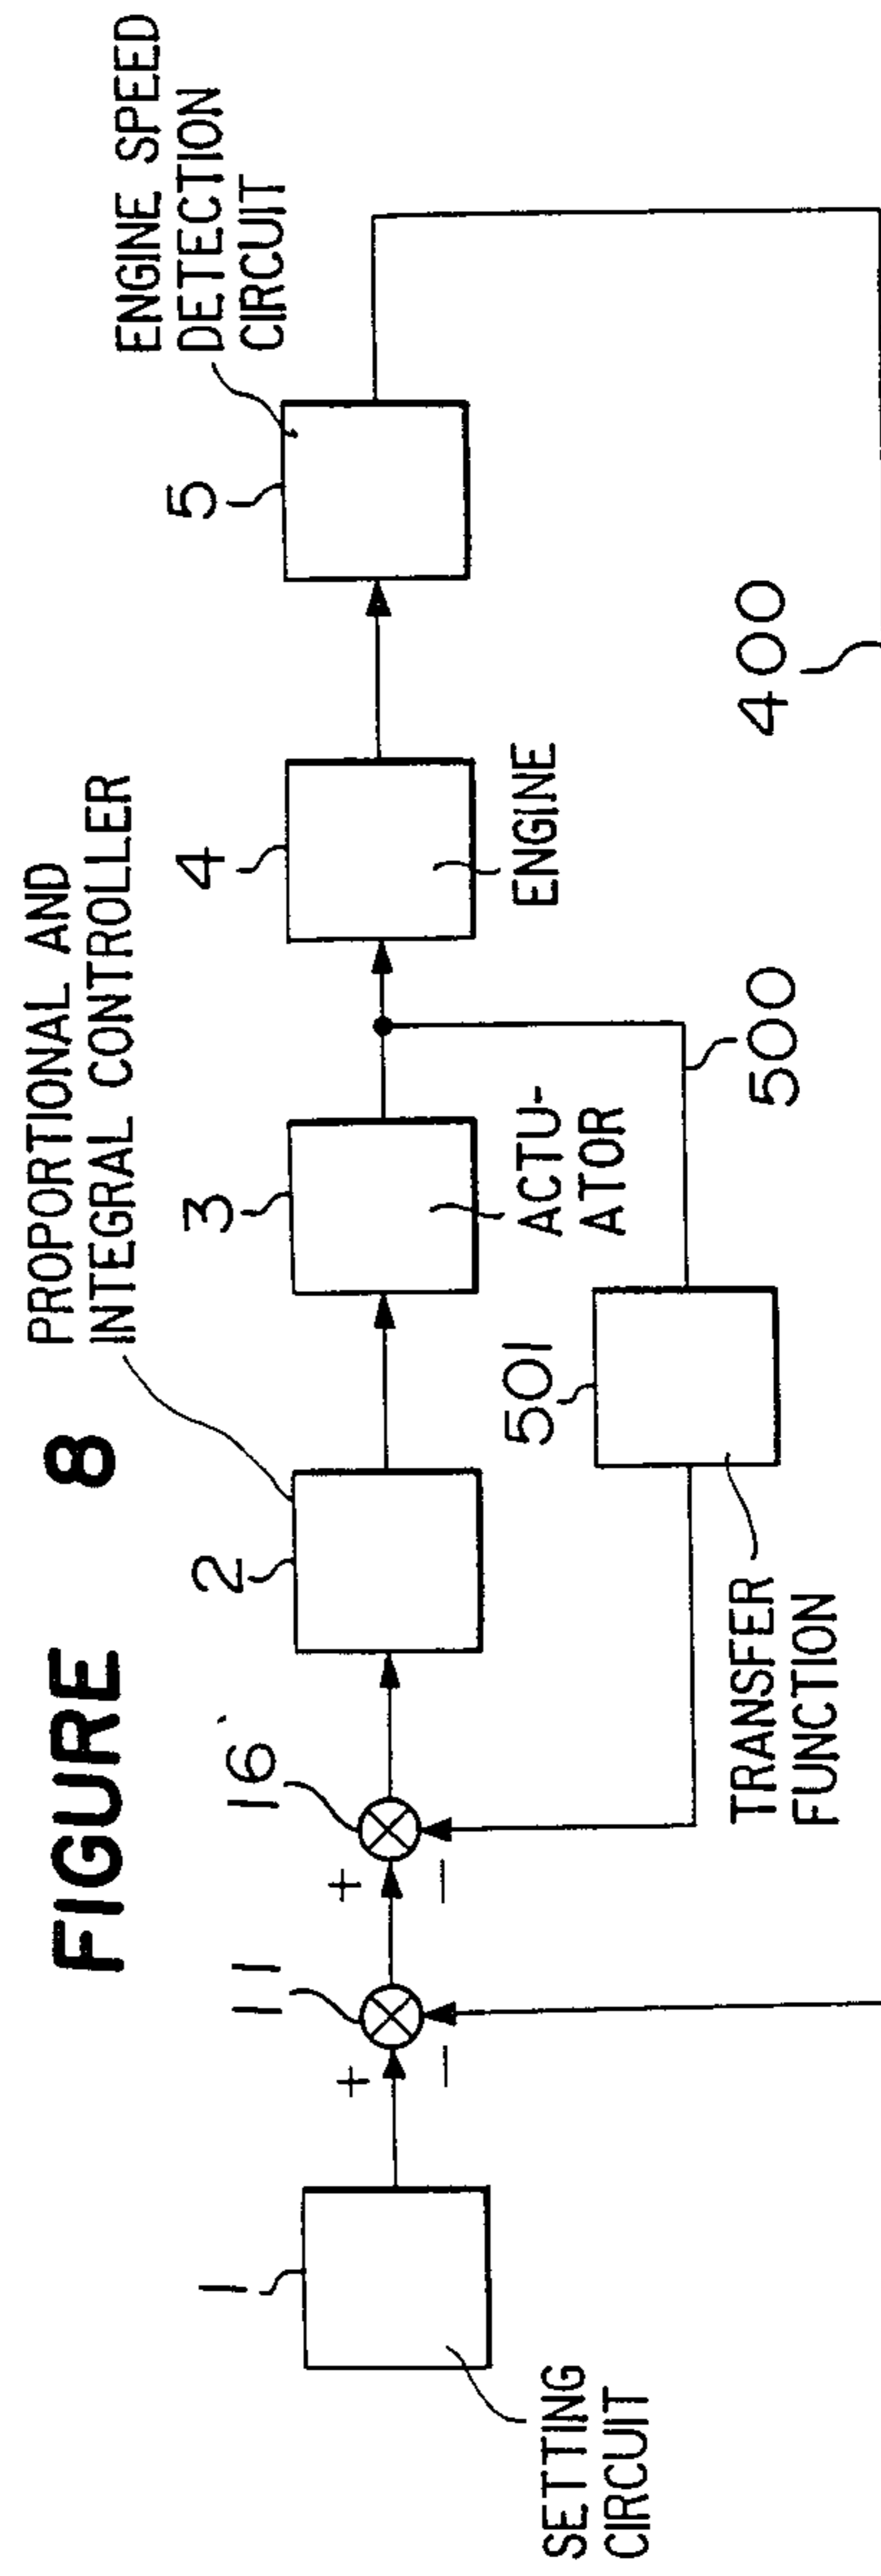 FIGURE 8
PROPORTIONAL AND
INTEGRAL CONTROLLER
ENGINE SPEED
DETECTION
CIRCUIT
1
11
16
2
3
4
5
+
−
+
−
SETTING
CIRCUIT
ACTU-
ATOR
ENGINE
501
500
400
TRANSFER
FUNCTION